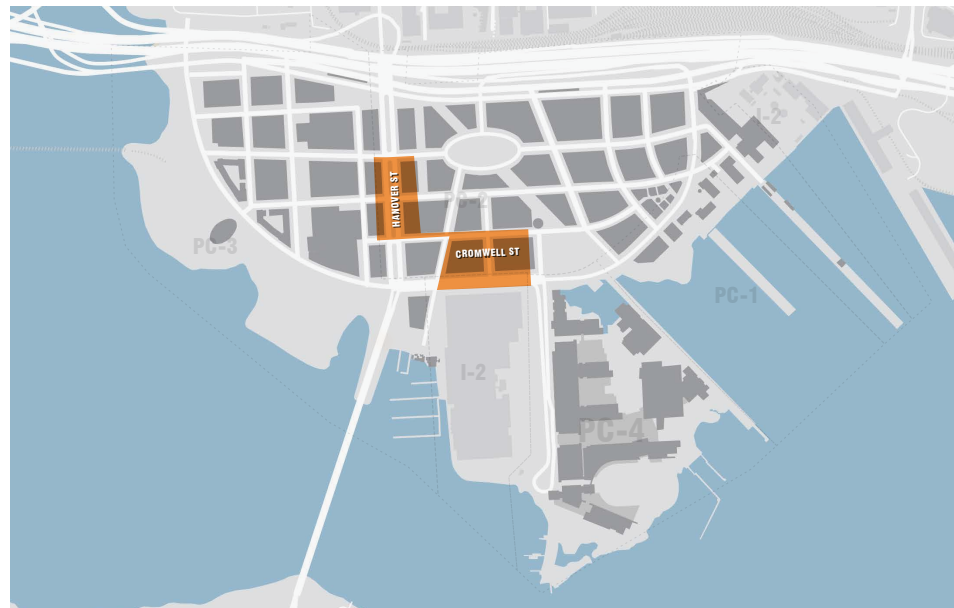 I-2
HANOVER ST
PC-2
PC-3
CROMWELL ST
PC-1
I-2
PC-4